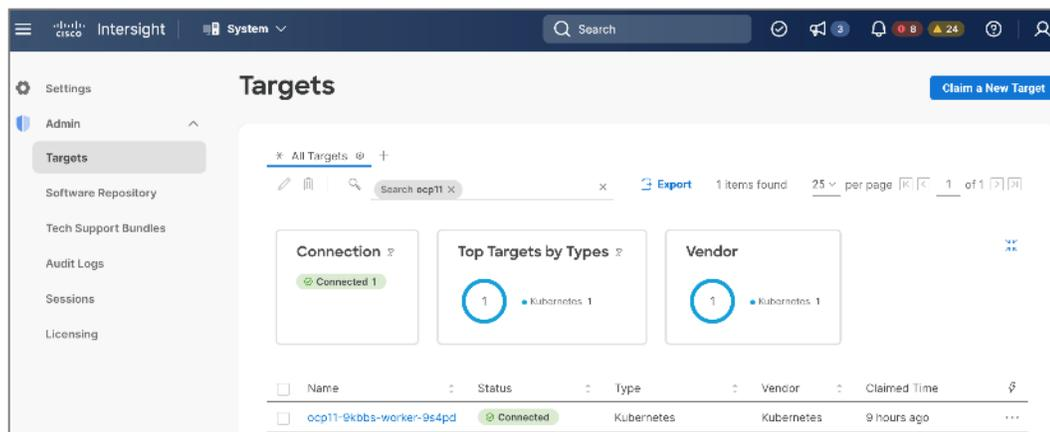 cisco Intersight System Search 3 8 24
Settings
Targets
Claim a New Target
Admin
Targets
All Targets
Search ocp11
Export 1 items found 25 per page 1 of 1
Software Repository
Tech Support Bundles
Audit Logs
Sessions
Licensing
Connection
Connected 1
Top Targets by Types
1 Kubernetes 1
Vendor
1 Kubernetes 1
Name Status Type Vendor Claimed Time
ocp11-9kbbs-worker-9s4pd Connected Kubernetes Kubernetes 9 hours ago